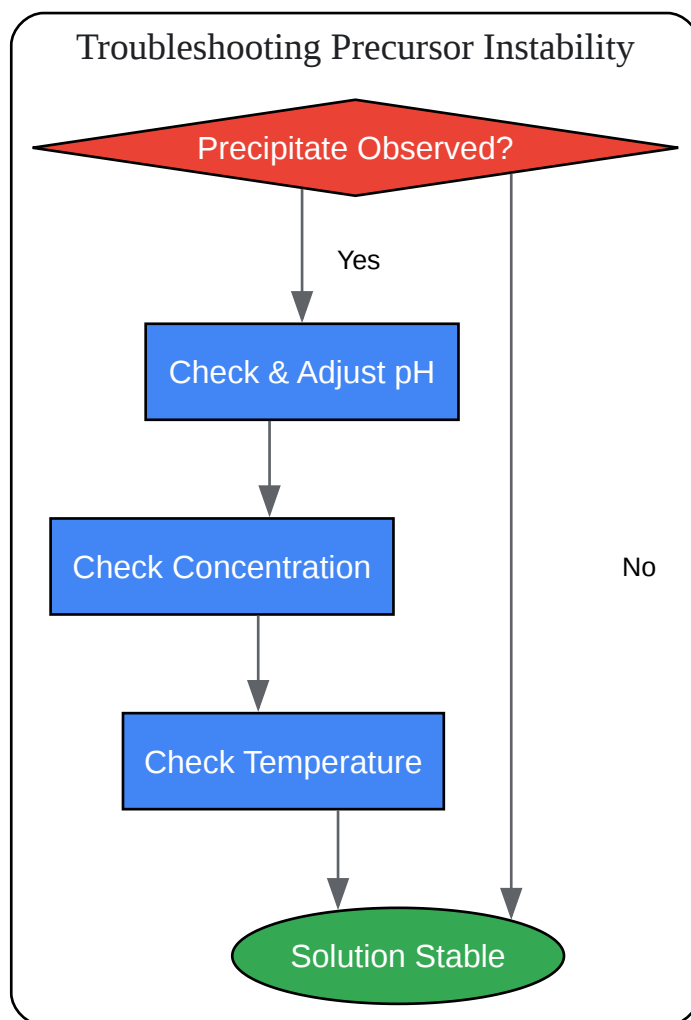 Troubleshooting Precursor Instability
Precipitate Observed?
Yes
Check & Adjust pH
Check Concentration
No
Check Temperature
Solution Stable